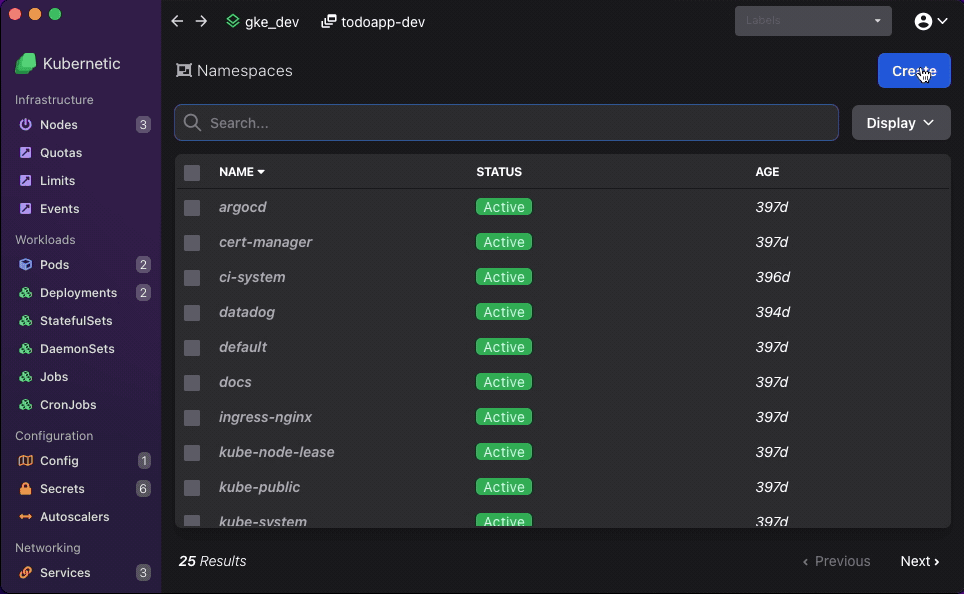 gke_dev todoapp-dev Labels
Kubernetic
Namespaces Create
Infrastructure
Nodes 3
Quotas
Limits
Events
Workloads
Pods 2
Deployments 2
StatefulSets
DaemonSets
Jobs
CronJobs
Configuration
Config 1
Secrets 6
Autoscalers
Networking
Services 3
Search... Display
NAME STATUS AGE
argocd Active 397d
cert-manager Active 397d
ci-system Active 396d
datadog Active 394d
default Active 397d
docs Active 397d
ingress-nginx Active 397d
kube-node-lease Active 397d
kube-public Active 397d
kube-system Active 397d
25 Results ‹ Previous Next ›